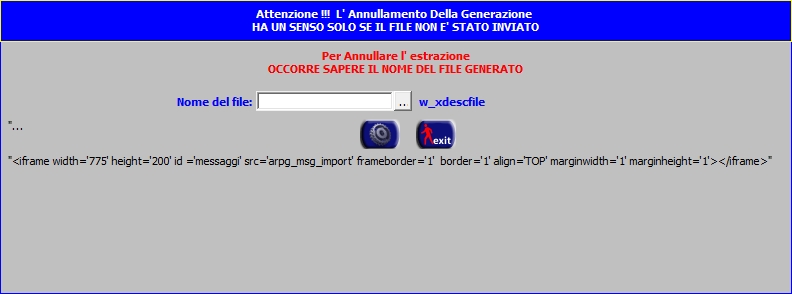 Attenzione !!! L' Annullamento Della Generazione
HA UN SENSO SOLO SE IL FILE NON E' STATO INVIATO
Per Annullare l' estrazione
OCCORRE SAPERE IL NOME DEL FILE GENERATO
Nome del file: ... w_xdescfile
"...
exit
"<iframe width='775' height='200' id ='messaggi' src='arpg_msg_import' frameborder='1' border='1' align='TOP' marginwidth='1' marginheight='1'></iframe>"